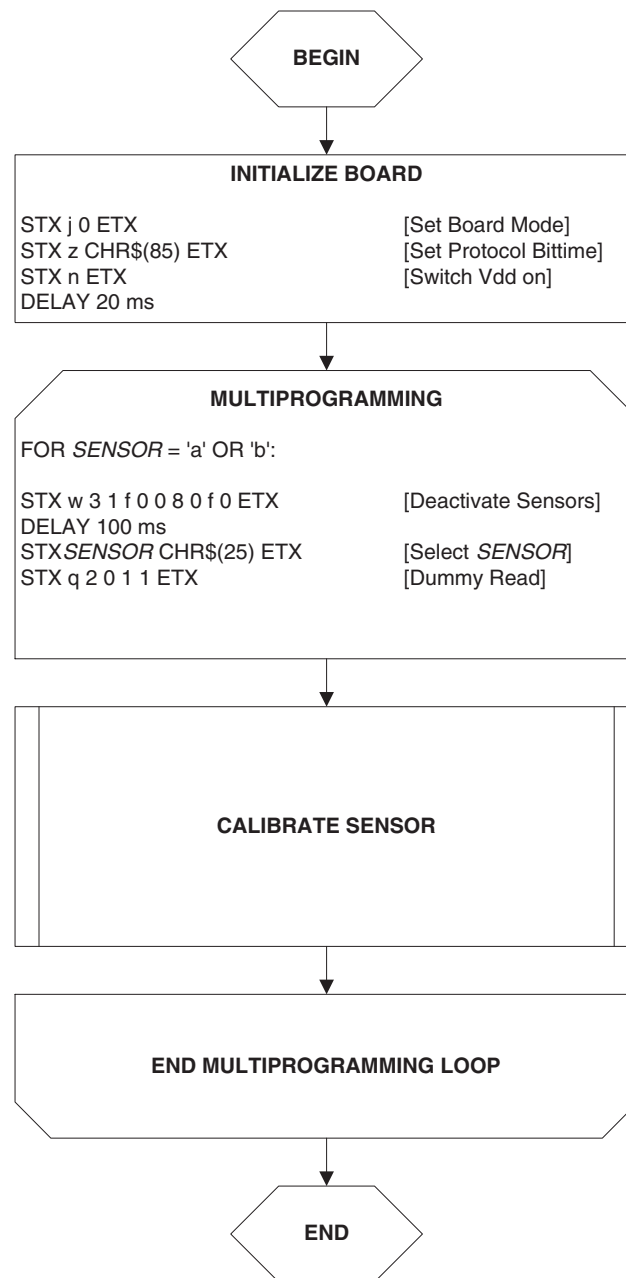 BEGIN
INITIALIZE BOARD
STX j 0 ETX [Set Board Mode]
STX z CHR$(85) ETX [Set Protocol Bittime]
STX n ETX [Switch Vdd on]
DELAY 20 ms
MULTIPROGRAMMING
FOR SENSOR = 'a' OR 'b':
STX w 3 1 f 0 0 8 0 f 0 ETX [Deactivate Sensors]
DELAY 100 ms
STXSENSOR CHR$(25) ETX [Select SENSOR]
STX q 2 0 1 1 ETX [Dummy Read]
CALIBRATE SENSOR
END MULTIPROGRAMMING LOOP
END